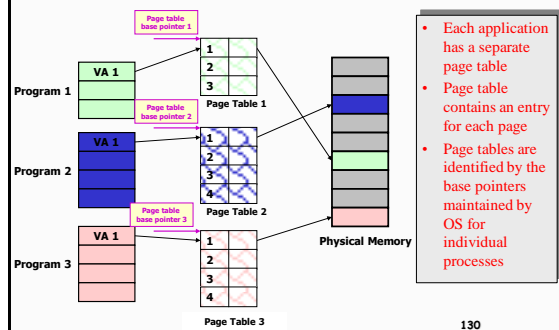 Page table
base pointer 1
Program 1
VA 1
1
2
3
Page Table 1
Page table
base pointer 2
Program 2
VA 1
1
2
3
4
Page Table 2
Page table
base pointer 3
Program 3
VA 1
1
2
3
4
Page Table 3
Physical Memory
• Each application
has a separate
page table
• Page table
contains an entry
for each page
• Page tables are
identified by the
base pointers
maintained by
OS for
individual
processes
130